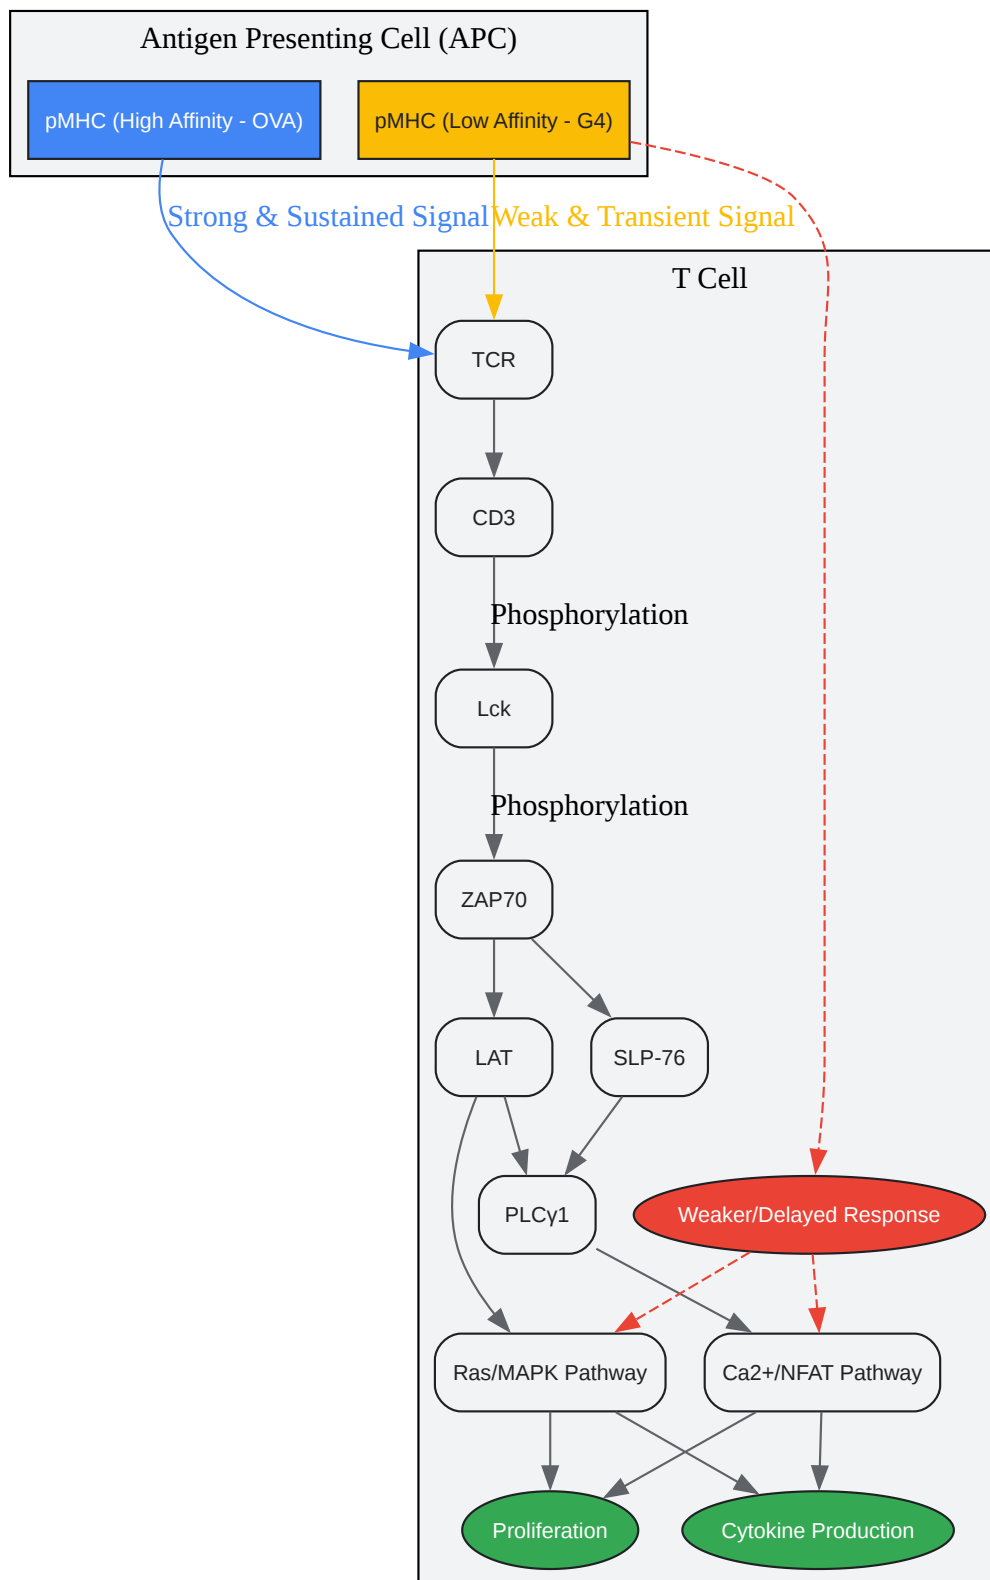 Antigen Presenting Cell (APC)
pMHC (High Affinity - OVA)
pMHC (Low Affinity - G4)
Strong & Sustained Signal
Weak & Transient Signal
T Cell
TCR
CD3
Phosphorylation
Lck
Phosphorylation
ZAP70
LAT
SLP-76
PLCγ1
Weaker/Delayed Response
Ras/MAPK Pathway
Ca2+/NFAT Pathway
Proliferation
Cytokine Production